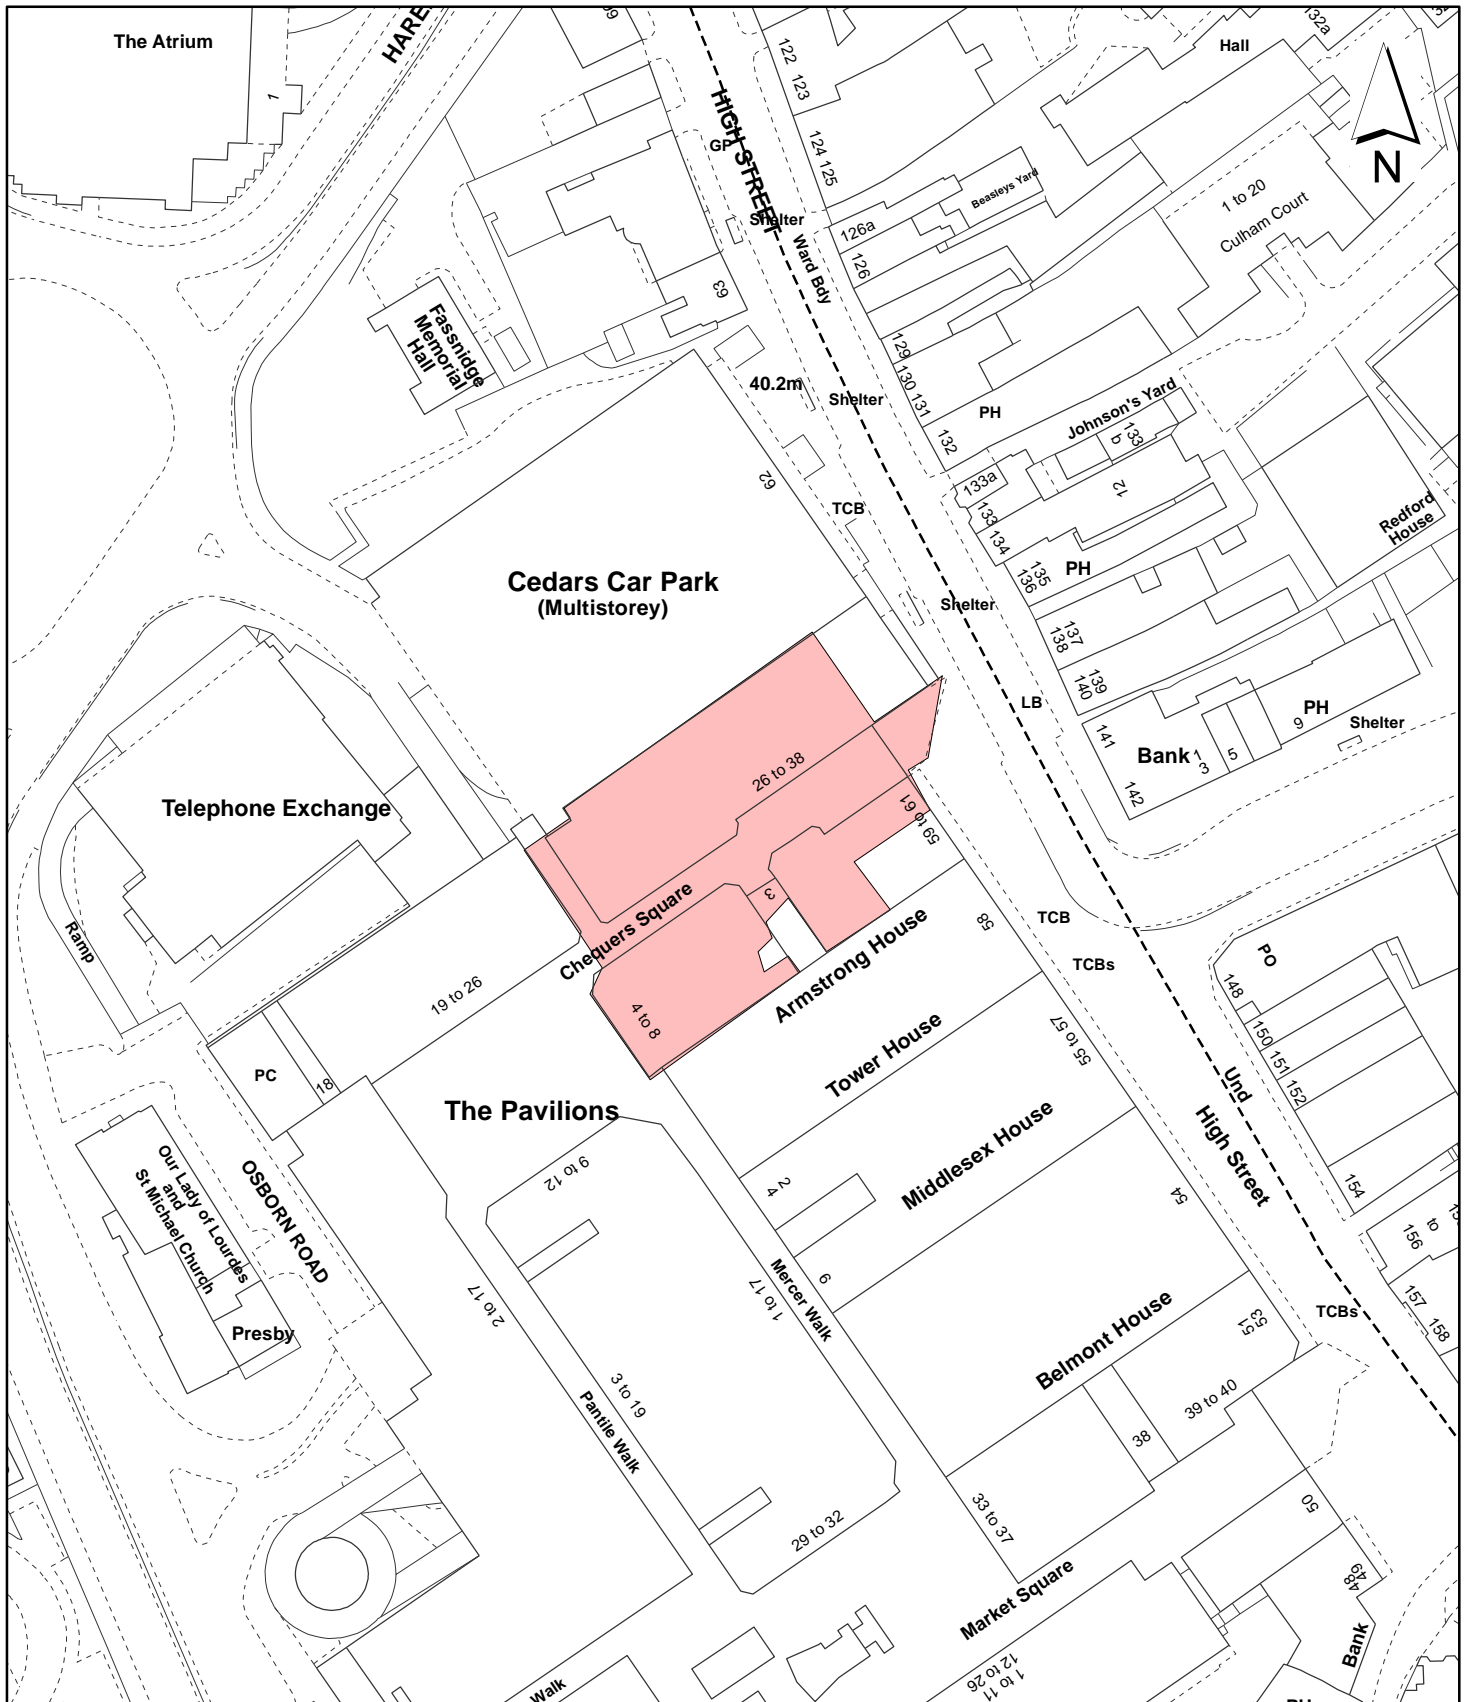 The Atrium
1
HARE
HIGH STREET
GP
Shelter
Ward Bdy
122
123
124
125
Hall
132a
N
Beasleys Yard
126a
126
1 to 20
Culham Court
63
Fassnidge
Memorial
Hall
40.2m
Shelter
129
130
131
132
PH
Johnson's Yard
133
b
133a
133
134
12
Redford
House
62
TCB
135
136
PH
Cedars Car Park
(Multistorey)
Shelter
137
138
139
140
LB
141
142
Bank
1
3
5
9
PH
Shelter
26 to 38
59 to 61
Telephone Exchange
Ramp
Chequers Square
3
4 to 8
19 to 26
Armstrong House
58
TCB
TCBs
PO
148
150
151
152
154
PC
18
The Pavilions
Tower House
55 to 57
Und
High Street
Middlesex House
54
9 to 12
2
4
6
156
to
157
158
Our Lady of Lourdes
and
St Michael Church
OSBORN ROAD
Presby
2 to 17
1 to 17
Mercer Walk
TCBs
Belmont House
53
51
3 to 19
Pantile Walk
39 to 40
38
33 to 37
29 to 32
50
48
49
Market Square
Bank
1 to 11
12 to 26
Walk